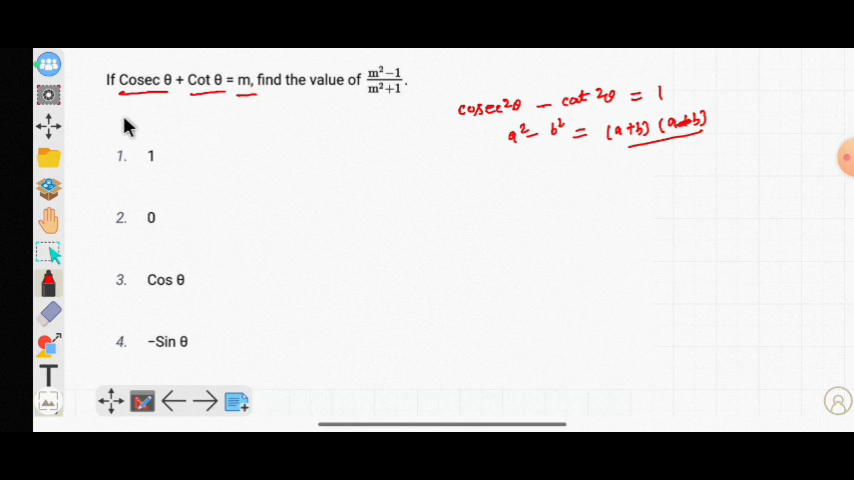 If Cosec θ + Cot θ = m, find the value of (m²−1)/(m²+1).
cosec²θ − cot²θ = 1
a² − b² = (a+b) (a−b)
1. 1
2. 0
3. Cos θ
4. −Sin θ
T